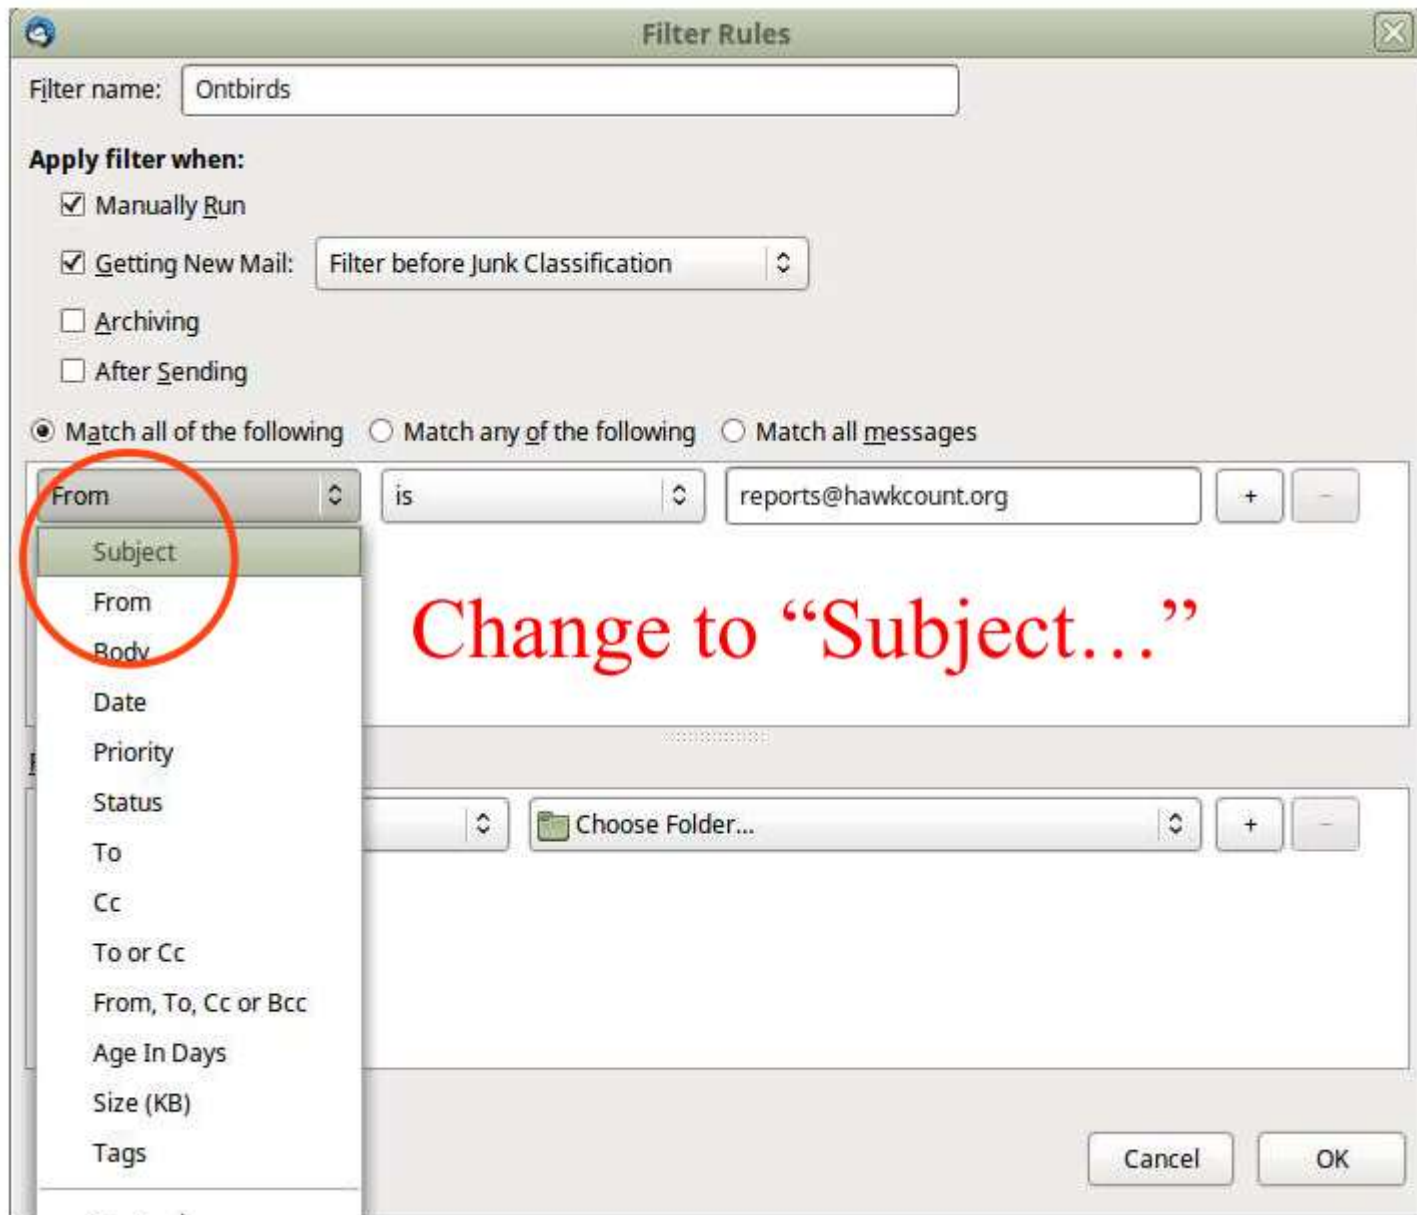 Filter Rules
Filter name: Ontbirds
Apply filter when:
Manually Run
Getting New Mail: Filter before Junk Classification
Archiving
After Sending
Match all of the following Match any of the following Match all messages
From is reports@hawkcount.org + −
Subject
From
Change to “Subject…”
Body
Date
Priority
Status
Choose Folder... + −
To
Cc
To or Cc
From, To, Cc or Bcc
Age In Days
Size (KB)
Tags
Cancel OK